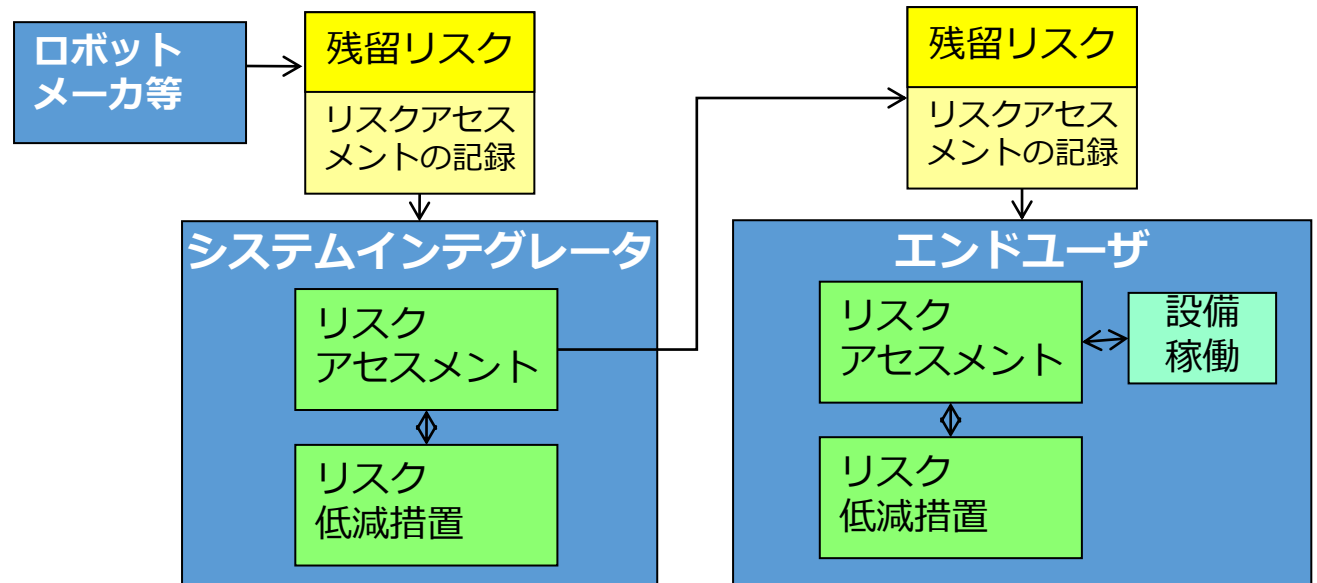 ロボット
メーカ等
残留リスク
リスクアセス
メントの記録
システムインテグレータ
リスク
アセスメント
リスク
低減措置
残留リスク
リスクアセス
メントの記録
エンドユーザ
リスク
アセスメント
設備
稼働
リスク
低減措置